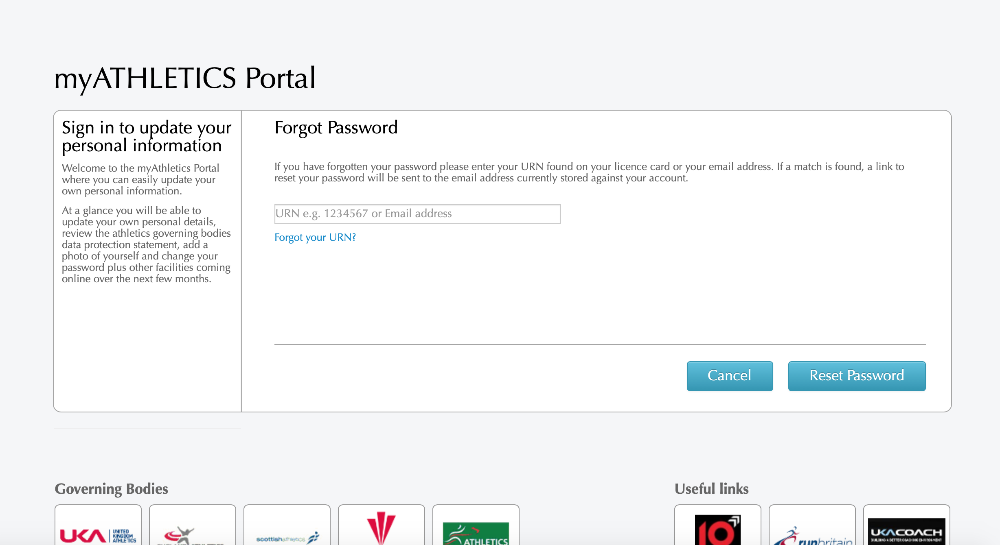 myATHLETICS Portal
Sign in to update your
personal information
Welcome to the myAthletics Portal
where you can easily update your
own personal information.
At a glance you will be able to
update your own personal details,
review the athletics governing bodies
data protection statement, add a
photo of yourself and change your
password plus other facilities coming
online over the next few months.
Forgot Password
If you have forgotten your password please enter your URN found on your licence card or your email address. If a match is found, a link to
reset your password will be sent to the email address currently stored against your account.
URN e.g. 1234567 or Email address
Forgot your URN?
Cancel
Reset Password
Governing Bodies
UKA
UNITED
KINGDOM
ATHLETICS
scottishathletics
ATHLETICS
Useful links
10
runbritain
UKACOACH
BUILDING A BETTER COACHING ENVIRONMENT